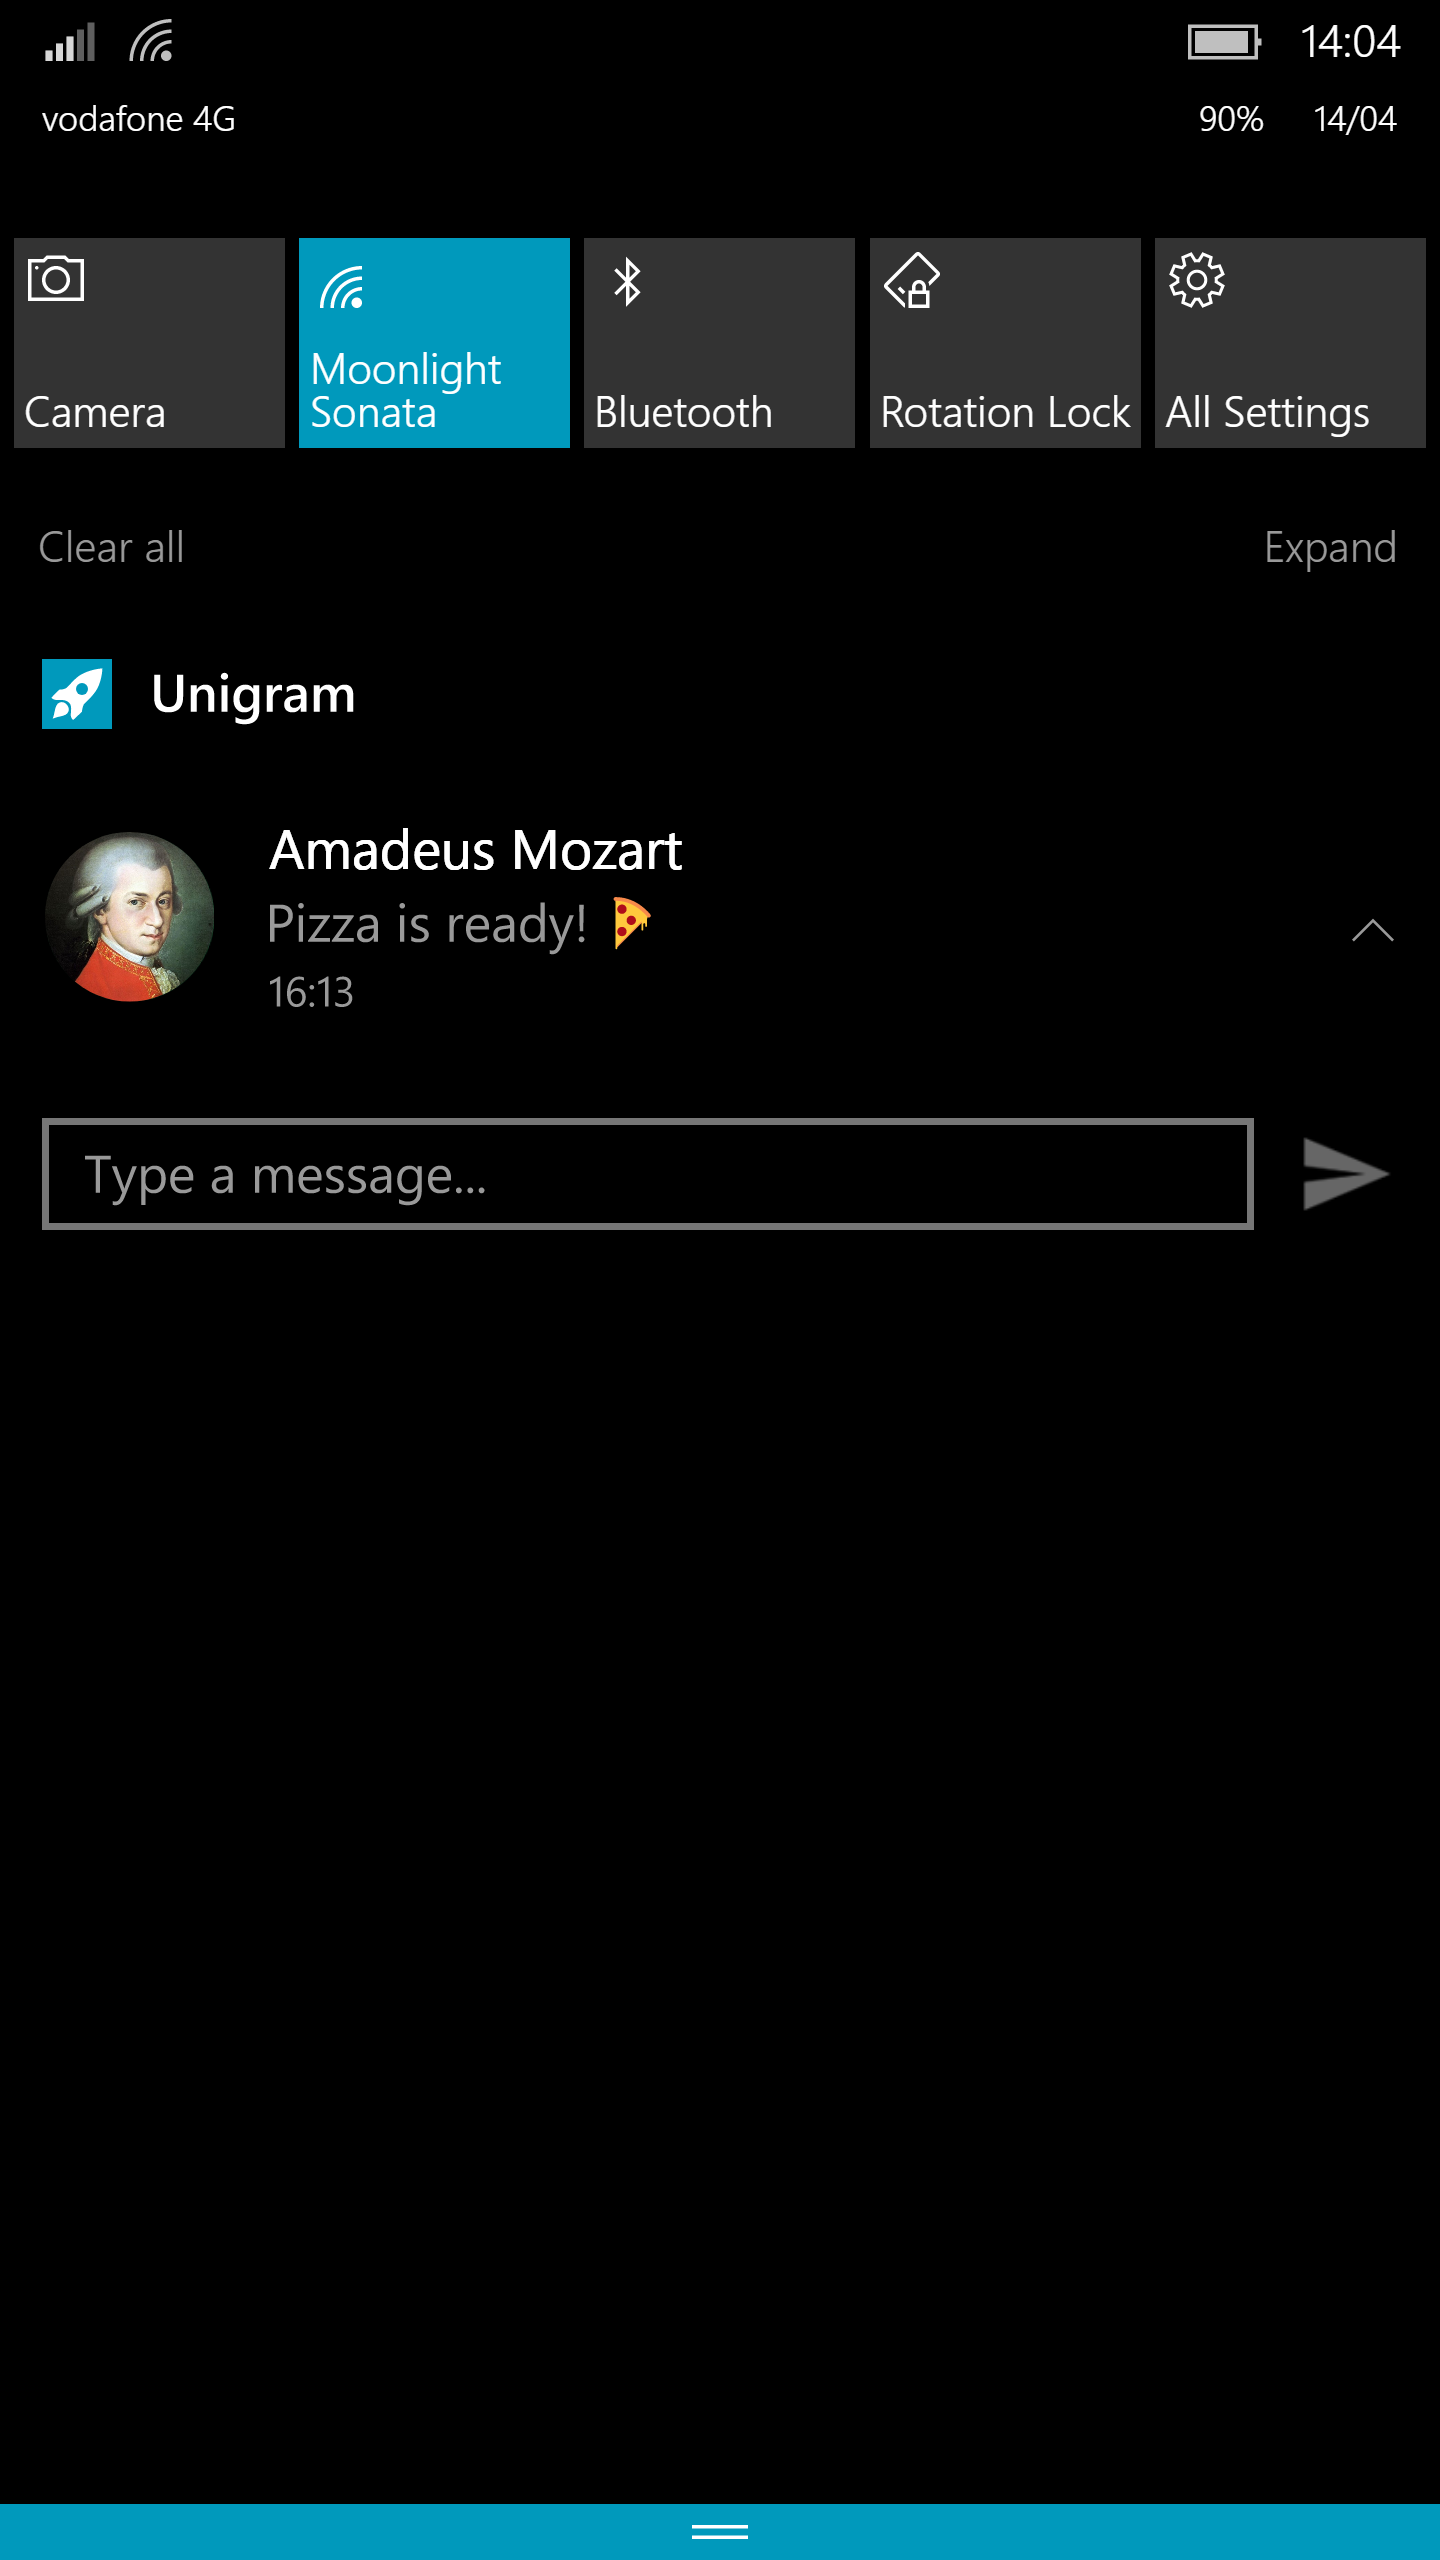 14:04
vodafone 4G
90% 14/04
Camera
Moonlight
Sonata
Bluetooth
Rotation Lock
All Settings
Clear all
Expand
Unigram
Amadeus Mozart
Pizza is ready! 🍕
16:13
Type a message...